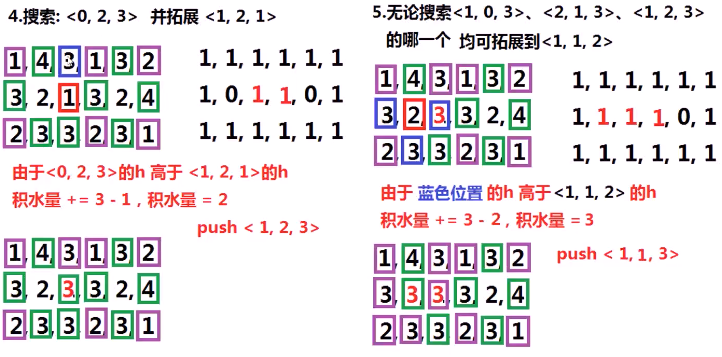 4.搜索: <0, 2, 3> 并拓展 <1, 2, 1>
1, 4, 3, 1, 3, 2
3, 2, 1, 3, 2, 4
2, 3, 3, 2, 3, 1
1, 1, 1, 1, 1, 1
1, 0, 1, 1, 0, 1
1, 1, 1, 1, 1, 1
由于<0, 2, 3>的h 高于 <1, 2, 1>的h
积水量 += 3 - 1 , 积水量 = 2
push < 1, 2, 3>
1, 4, 3, 1, 3, 2
3, 2, 3, 3, 2, 4
2, 3, 3, 2, 3, 1
5.无论搜索<1, 0, 3>、<2, 1, 3>、<1, 2, 3>
的哪一个 均可拓展到<1, 1, 2>
1, 4, 3, 1, 3, 2
3, 2, 3, 3, 2, 4
2, 3, 3, 2, 3, 1
1, 1, 1, 1, 1, 1
1, 1, 1, 1, 0, 1
1, 1, 1, 1, 1, 1
由于 蓝色位置 的h 高于<1, 1, 2> 的h
积水量 += 3 - 2 , 积水量 = 3
push < 1, 1, 3>
1, 4, 3, 1, 3, 2
3, 3, 3, 3, 2, 4
2, 3, 3, 2, 3, 1